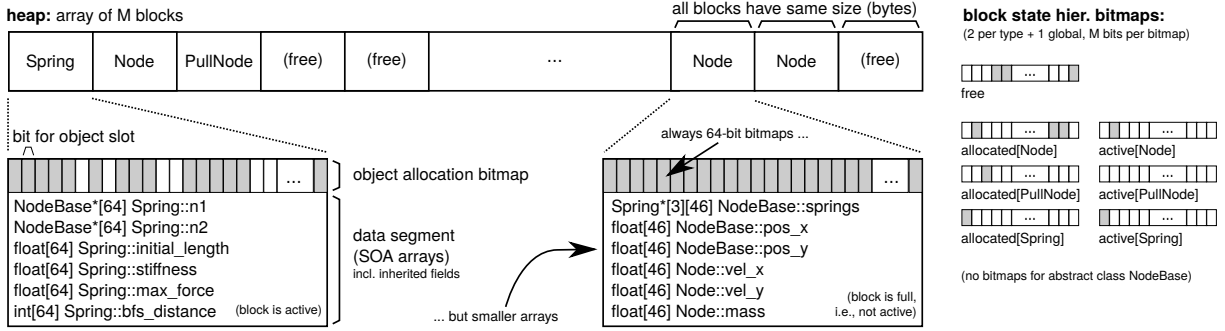 heap: array of M blocks
all blocks have same size (bytes)
Spring
Node
PullNode
(free)
(free)
...
Node
Node
(free)
bit for object slot
...
object allocation bitmap
NodeBase*[64] Spring::n1
NodeBase*[64] Spring::n2
float[64] Spring::initial_length
float[64] Spring::stiffness
float[64] Spring::max_force
int[64] Spring::bfs_distance
(block is active)
data segment
(SOA arrays)
incl. inherited fields
always 64-bit bitmaps ...
... but smaller arrays
...
Spring*[3][46] NodeBase::springs
float[46] NodeBase::pos_x
float[46] NodeBase::pos_y
float[46] Node::vel_x
float[46] Node::vel_y
float[46] Node::mass
(block is full,
i.e., not active)
block state hier. bitmaps:
(2 per type + 1 global, M bits per bitmap)
...
free
...
allocated[Node]
...
active[Node]
...
allocated[PullNode]
...
active[PullNode]
...
allocated[Spring]
...
active[Spring]
(no bitmaps for abstract class NodeBase)